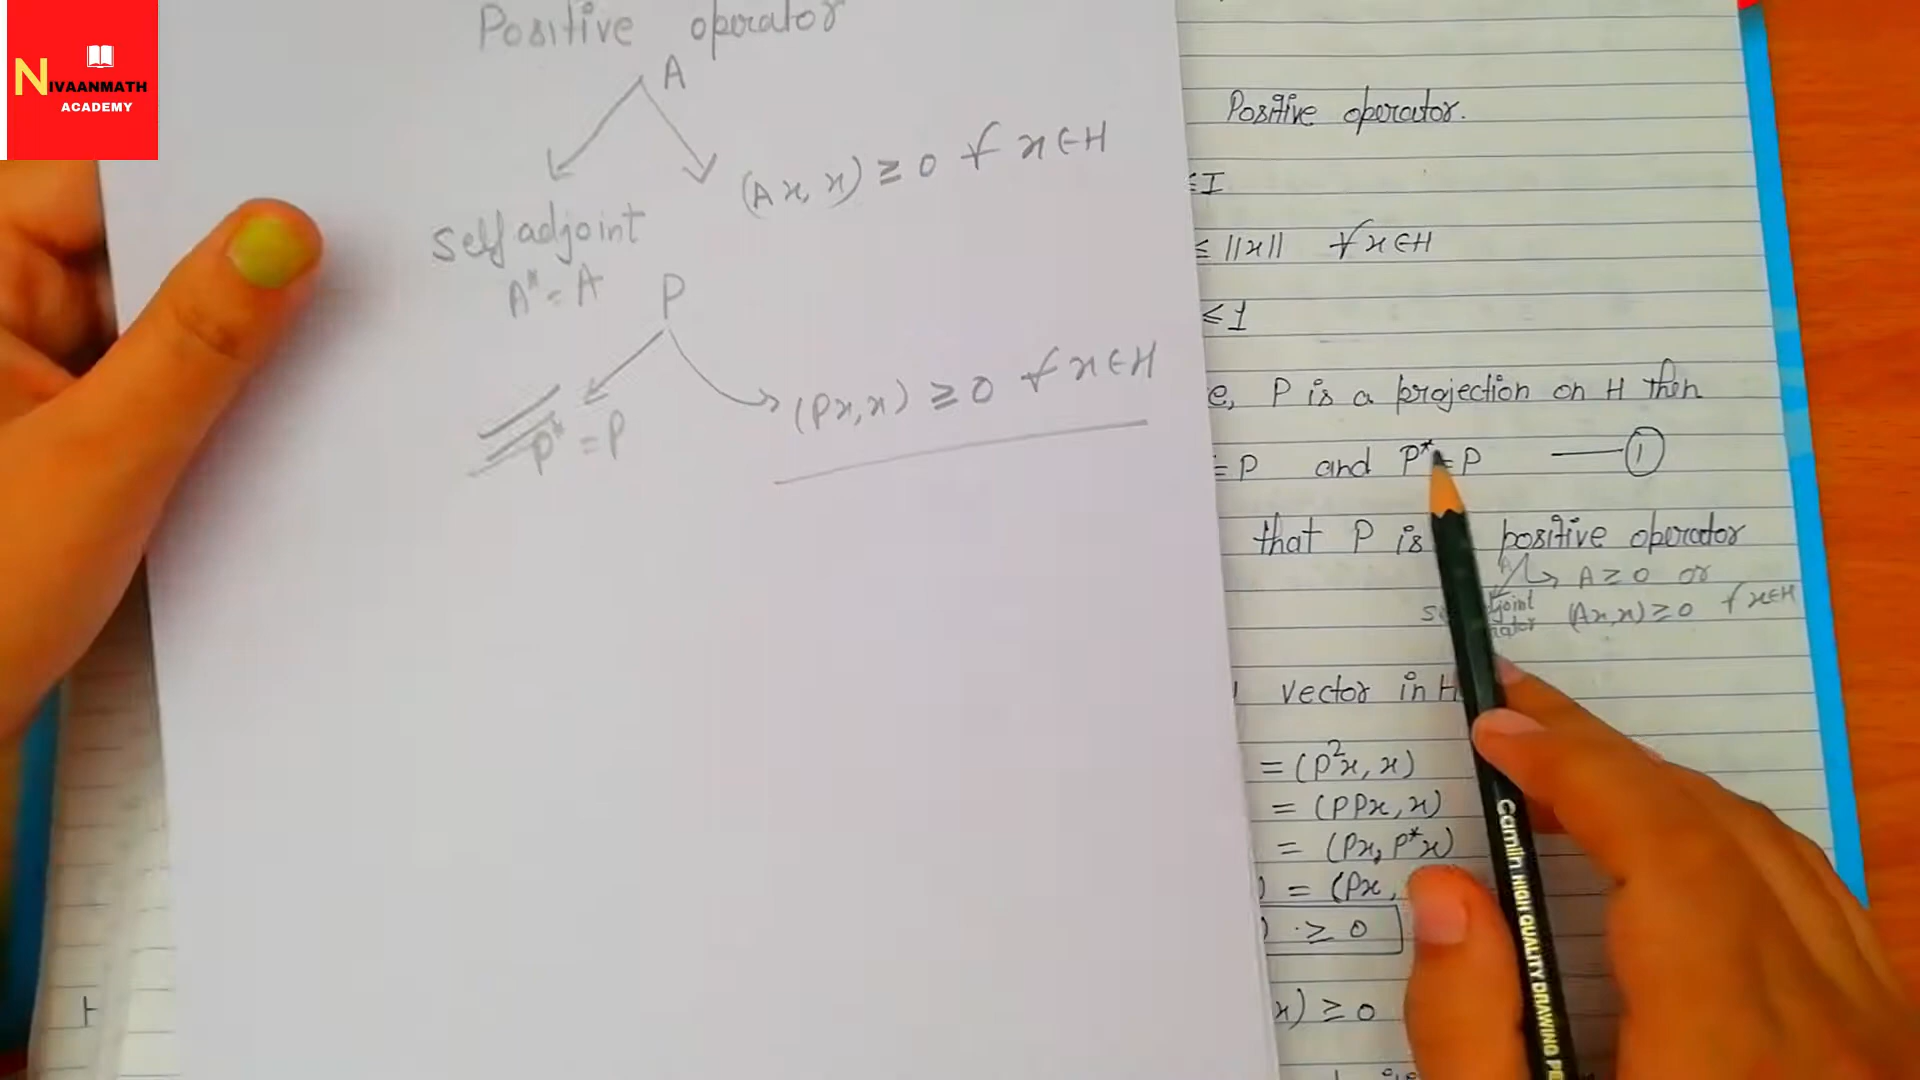 NIVAANMATH
ACADEMY
Positive operator
A
(Ax, x) ≥ 0 ∀ x ∈ H
Self adjoint
A* = A
P
(Px, x) ≥ 0 ∀ x ∈ H
P* = P
Positive operator.
≤ I
≤ ||x|| ∀ x ∈ H
≤ 1
e, P is a projection on H then
= P and P* = P —— ①
that P is positive operator
A ≥ 0 or
(Ax, x) ≥ 0 ∀ x ∈ H
vector in H
= (P²x, x)
= (PPx, x)
= (Px, P*x)
) = (Px,
) ≥ 0
x) ≥ 0
Camlin HIGH QUALITY DRAWING PE